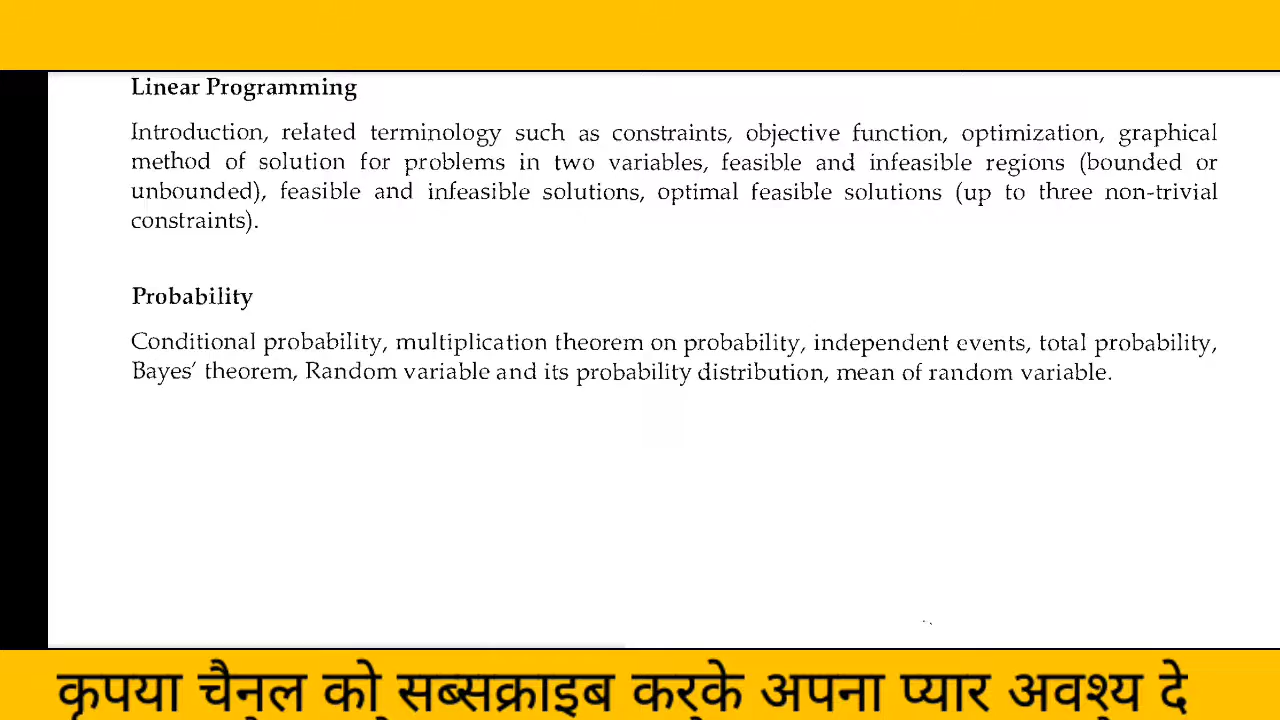 Linear Programming
Introduction, related terminology such as constraints, objective function, optimization, graphical
method of solution for problems in two variables, feasible and infeasible regions (bounded or
unbounded), feasible and infeasible solutions, optimal feasible solutions (up to three non-trivial
constraints).
Probability
Conditional probability, multiplication theorem on probability, independent events, total probability,
Bayes' theorem, Random variable and its probability distribution, mean of random variable.
कृपया चैनल को सब्सक्राइब करके अपना प्यार अवश्य दे